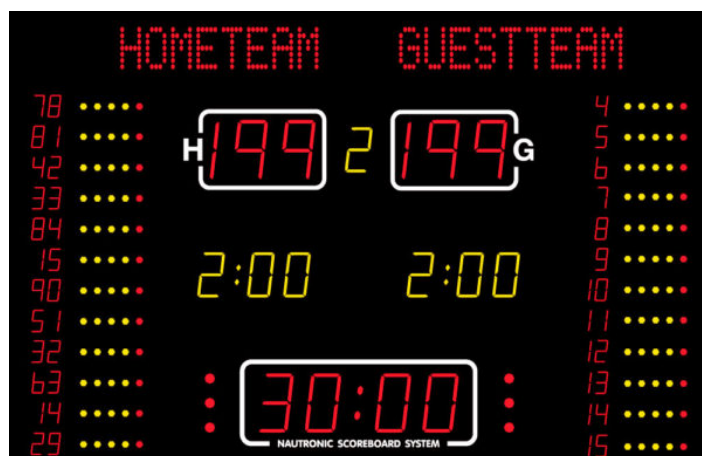 HOMETEAM GUESTTEAM
78 4
81 H 199 2 199 G 5
42 6
33 7
84 8
15 2:00 2:00 9
90 10
51 11
32 12
63 30:00 13
14 14
29 NAUTRONIC SCOREBOARD SYSTEM 15